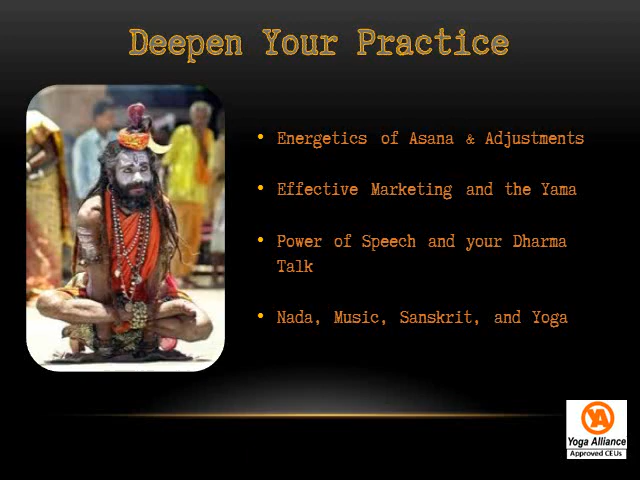 Deepen Your Practice
• Energetics of Asana & Adjustments
• Effective Marketing and the Yama
• Power of Speech and your Dharma
Talk
• Nada, Music, Sanskrit, and Yoga
YA
Yoga Alliance
Approved CEUs